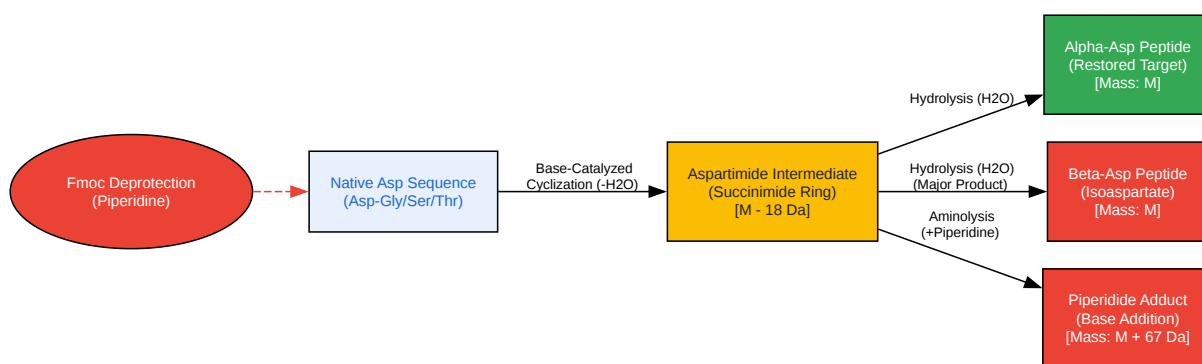 Fmoc Deprotection
(Piperidine)
Native Asp Sequence
(Asp-Gly/Ser/Thr)
Base-Catalyzed
Cyclization (-H2O)
Aspartimide Intermediate
(Succinimide Ring)
[M - 18 Da]
Hydrolysis (H2O)
Alpha-Asp Peptide
(Restored Target)
[Mass: M]
Hydrolysis (H2O)
(Major Product)
Beta-Asp Peptide
(Isoaspartate)
[Mass: M]
Aminolysis
(+Piperidine)
Piperidide Adduct
(Base Addition)
[Mass: M + 67 Da]